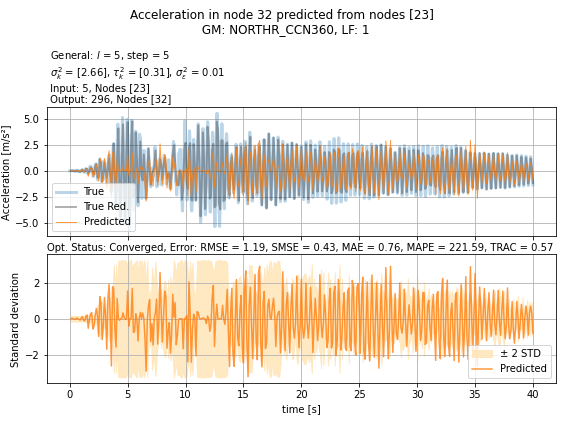 Acceleration in node 32 predicted from nodes [23]
GM: NORTHR_CCN360, LF: 1
General: l = 5, step = 5
σ²ₖ = [2.66], τ²ₖ = [0.31], σ²ε = 0.01
Input: 5, Nodes [23]
Output: 296, Nodes [32]
Acceleration [m/s²]
5.0
2.5
0.0
−2.5
−5.0
True
True Red.
Predicted
Opt. Status: Converged, Error: RMSE = 1.19, SMSE = 0.43, MAE = 0.76, MAPE = 221.59, TRAC = 0.57
Standard deviation
2
0
−2
± 2 STD
Predicted
0 5 10 15 20 25 30 35 40
time [s]